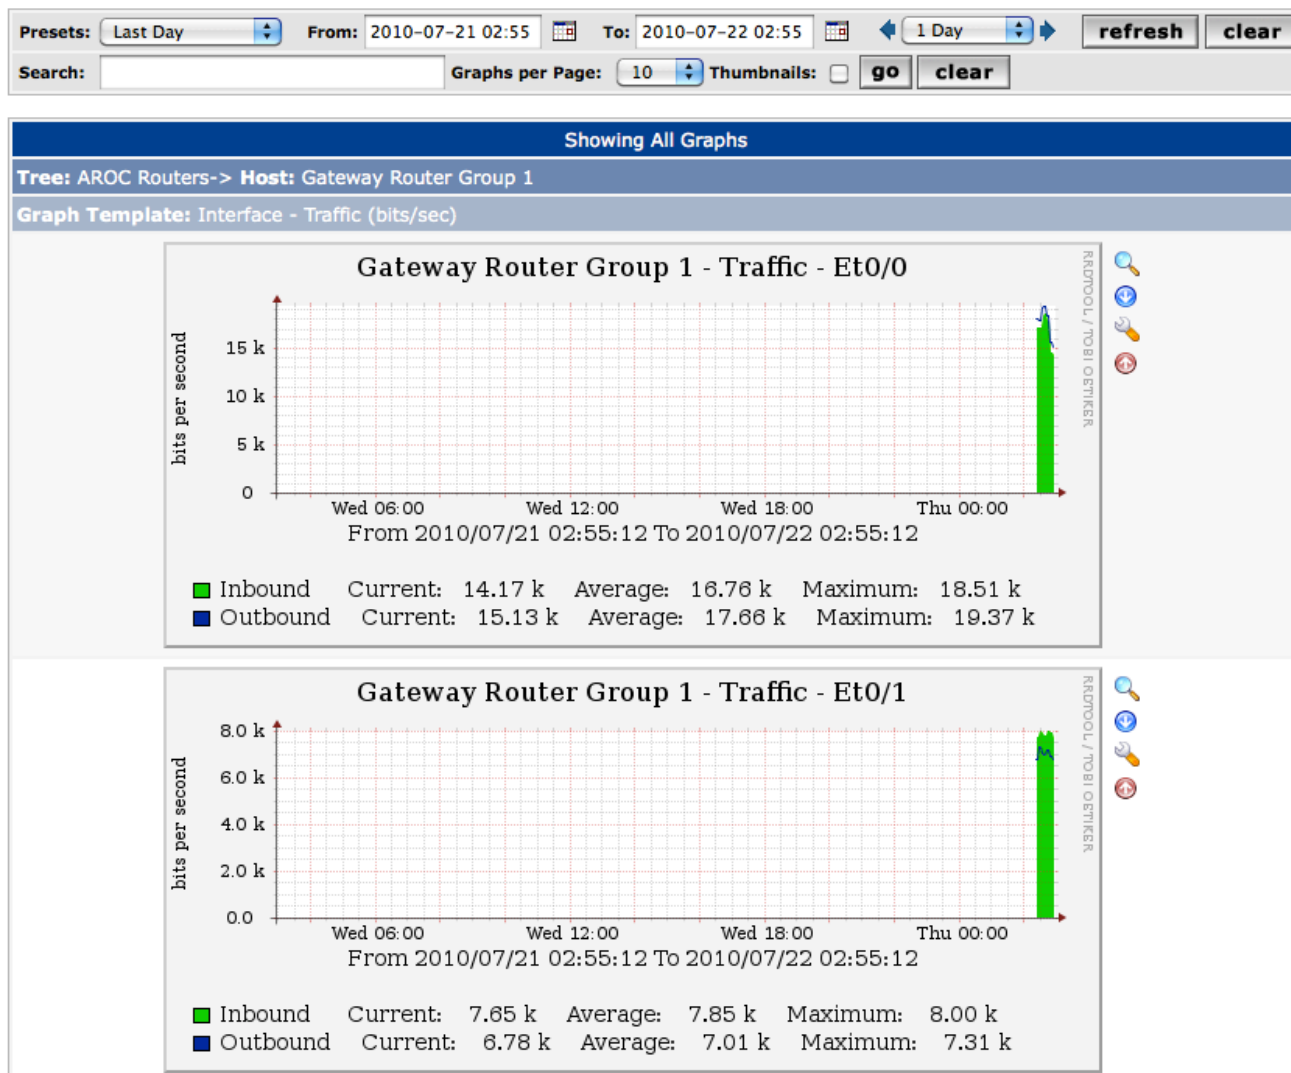 Presets: Last Day From: 2010-07-21 02:55 To: 2010-07-22 02:55 1 Day refresh clear
Search: Graphs per Page: 10 Thumbnails: go clear
Showing All Graphs
Tree: AROC Routers-> Host: Gateway Router Group 1
Graph Template: Interface - Traffic (bits/sec)
Gateway Router Group 1 - Traffic - Et0/0
RRDTOOL / TOBI OETIKER
bits per second
15 k
10 k
5 k
0
Wed 06:00 Wed 12:00 Wed 18:00 Thu 00:00
From 2010/07/21 02:55:12 To 2010/07/22 02:55:12
Inbound Current: 14.17 k Average: 16.76 k Maximum: 18.51 k
Outbound Current: 15.13 k Average: 17.66 k Maximum: 19.37 k
Gateway Router Group 1 - Traffic - Et0/1
RRDTOOL / TOBI OETIKER
bits per second
8.0 k
6.0 k
4.0 k
2.0 k
0.0
Wed 06:00 Wed 12:00 Wed 18:00 Thu 00:00
From 2010/07/21 02:55:12 To 2010/07/22 02:55:12
Inbound Current: 7.65 k Average: 7.85 k Maximum: 8.00 k
Outbound Current: 6.78 k Average: 7.01 k Maximum: 7.31 k